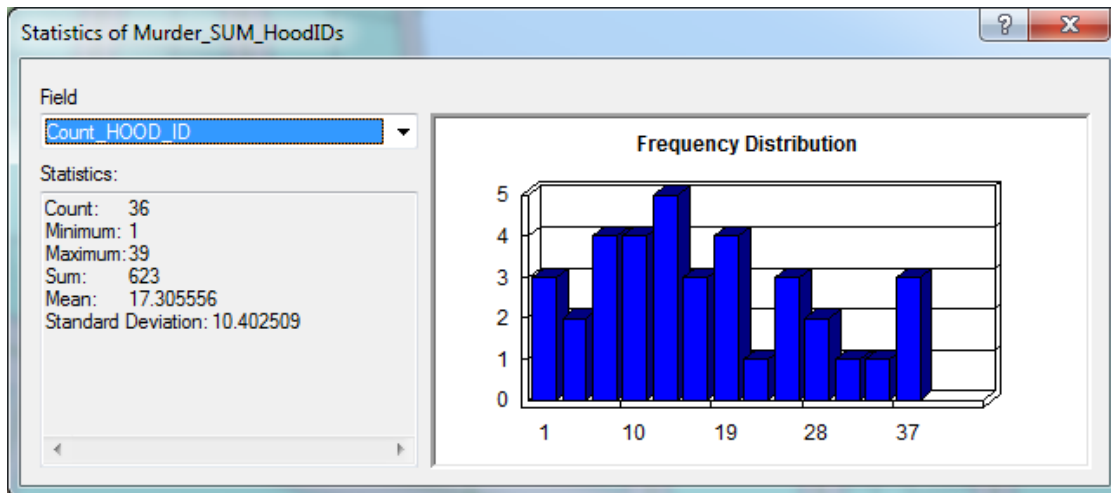 Statistics of Murder_SUM_HoodIDs
Field
Count_HOOD_ID
Statistics:
Count: 36
Minimum: 1
Maximum: 39
Sum: 623
Mean: 17.305556
Standard Deviation: 10.402509
Frequency Distribution
5
4
3
2
1
0
1 10 19 28 37